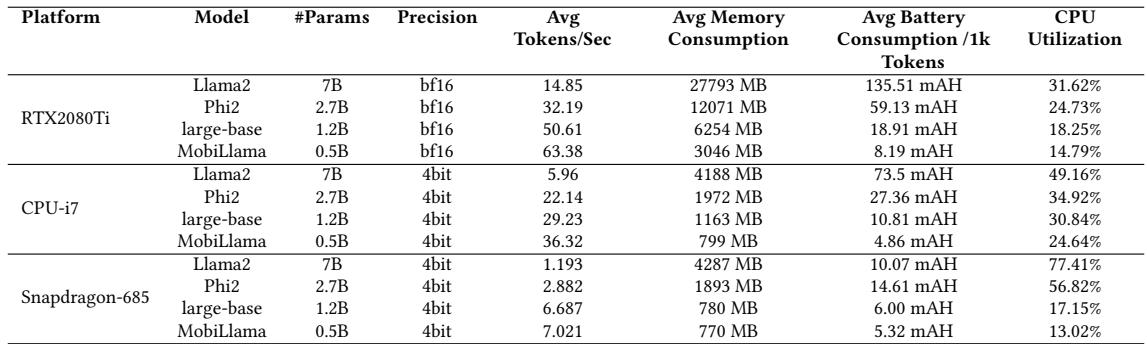 Platform Model #Params Precision Avg Tokens/Sec Avg Memory Consumption Avg Battery Consumption /1k Tokens CPU Utilization
RTX2080Ti
Llama2 7B bf16 14.85 27793 MB 135.51 mAH 31.62%
Phi2 2.7B bf16 32.19 12071 MB 59.13 mAH 24.73%
large-base 1.2B bf16 50.61 6254 MB 18.91 mAH 18.25%
MobiLlama 0.5B bf16 63.38 3046 MB 8.19 mAH 14.79%
CPU-i7
Llama2 7B 4bit 5.96 4188 MB 73.5 mAH 49.16%
Phi2 2.7B 4bit 22.14 1972 MB 27.36 mAH 34.92%
large-base 1.2B 4bit 29.23 1163 MB 10.81 mAH 30.84%
MobiLlama 0.5B 4bit 36.32 799 MB 4.86 mAH 24.64%
Snapdragon-685
Llama2 7B 4bit 1.193 4287 MB 10.07 mAH 77.41%
Phi2 2.7B 4bit 2.882 1893 MB 14.61 mAH 56.82%
large-base 1.2B 4bit 6.687 780 MB 6.00 mAH 17.15%
MobiLlama 0.5B 4bit 7.021 770 MB 5.32 mAH 13.02%